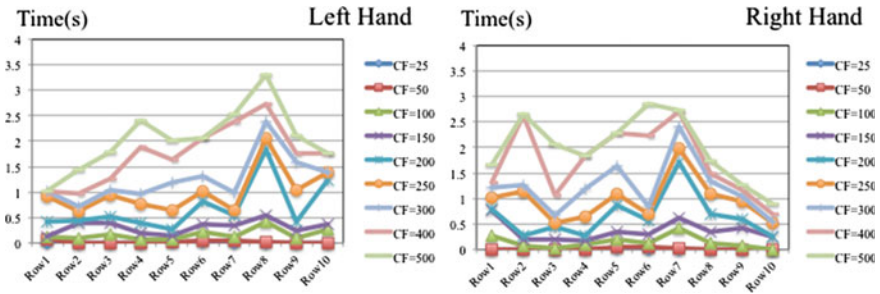 Time(s) Left Hand
4
3.5
3
2.5
2
1.5
1
0.5
0
Row1 Row2 Row3 Row4 Row5 Row6 Row7 Row8 Row9 Row10
CF=25
CF=50
CF=100
CF=150
CF=200
CF=250
CF=300
CF=400
CF=500
Time(s) Right Hand
4
3.5
3
2.5
2
1.5
1
0.5
0
Row1 Row2 Row3 Row4 Row5 Row6 Row7 Row8 Row9 Row10
CF=25
CF=50
CF=100
CF=150
CF=200
CF=250
CF=300
CF=400
CF=500